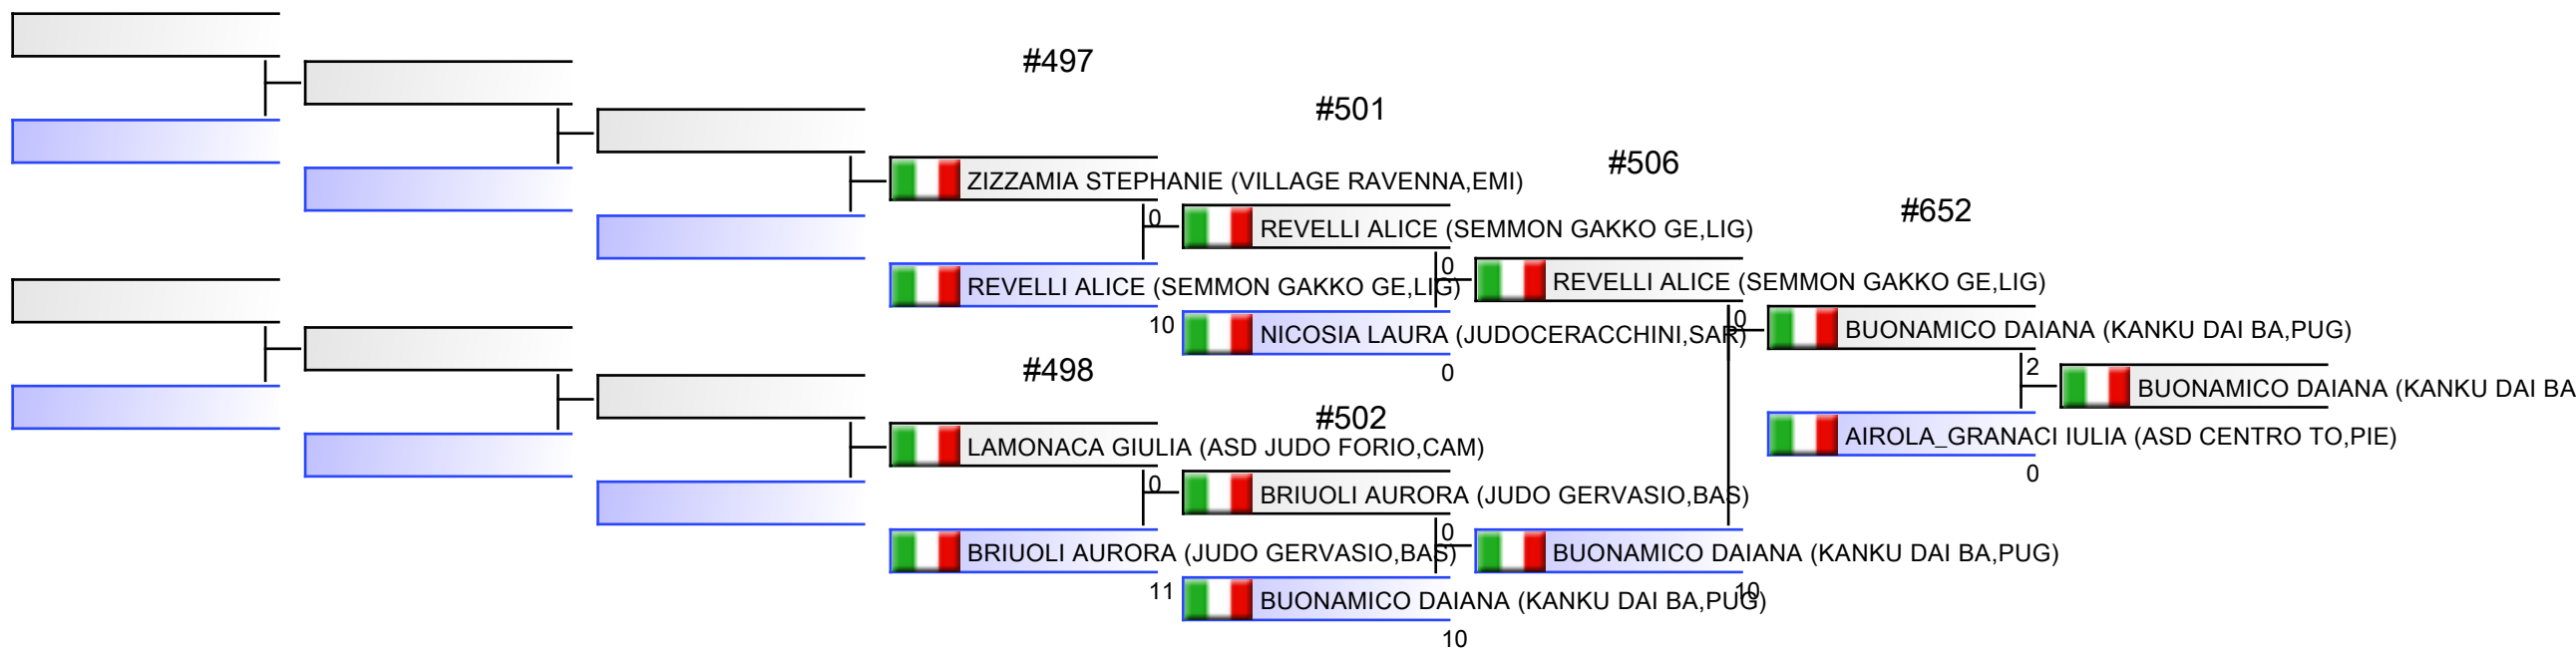 #497
#501
#506
ZIZZAMIA STEPHANIE (VILLAGE RAVENNA,EMI)
#652
0
REVELLI ALICE (SEMMON GAKKO GE,LIG)
0
REVELLI ALICE (SEMMON GAKKO GE,LIG)
REVELLI ALICE (SEMMON GAKKO GE,LIG)
10
0
NICOSIA LAURA (JUDOCERACCHINI,SAR)
BUONAMICO DAIANA (KANKU DAI BA,PUG)
#498
0
2
BUONAMICO DAIANA (KANKU DAI BA
#502
AIROLA_GRANACI IULIA (ASD CENTRO TO,PIE)
LAMONACA GIULIA (ASD JUDO FORIO,CAM)
0
0
BRIUOLI AURORA (JUDO GERVASIO,BAS)
0
BRIUOLI AURORA (JUDO GERVASIO,BAS)
BUONAMICO DAIANA (KANKU DAI BA,PUG)
11
10
BUONAMICO DAIANA (KANKU DAI BA,PUG)
10